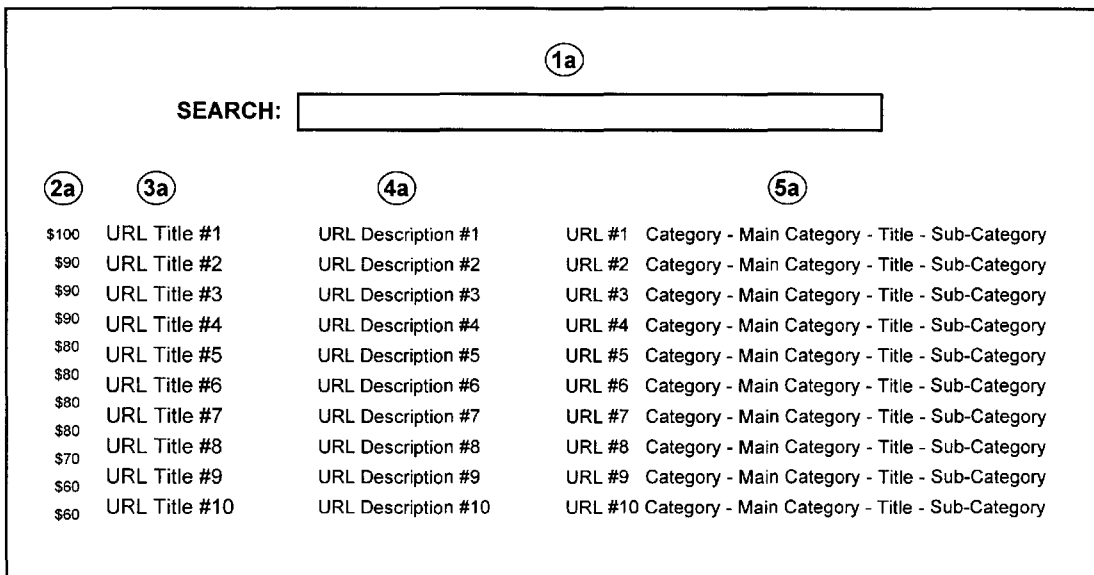 1a
SEARCH:
2a 3a 4a 5a
$100 URL Title #1 URL Description #1 URL #1 Category - Main Category - Title - Sub-Category
$90 URL Title #2 URL Description #2 URL #2 Category - Main Category - Title - Sub-Category
$90 URL Title #3 URL Description #3 URL #3 Category - Main Category - Title - Sub-Category
$90 URL Title #4 URL Description #4 URL #4 Category - Main Category - Title - Sub-Category
$80 URL Title #5 URL Description #5 URL #5 Category - Main Category - Title - Sub-Category
$80 URL Title #6 URL Description #6 URL #6 Category - Main Category - Title - Sub-Category
$80 URL Title #7 URL Description #7 URL #7 Category - Main Category - Title - Sub-Category
$80 URL Title #8 URL Description #8 URL #8 Category - Main Category - Title - Sub-Category
$70 URL Title #9 URL Description #9 URL #9 Category - Main Category - Title - Sub-Category
$60 URL Title #10 URL Description #10 URL #10 Category - Main Category - Title - Sub-Category
$60